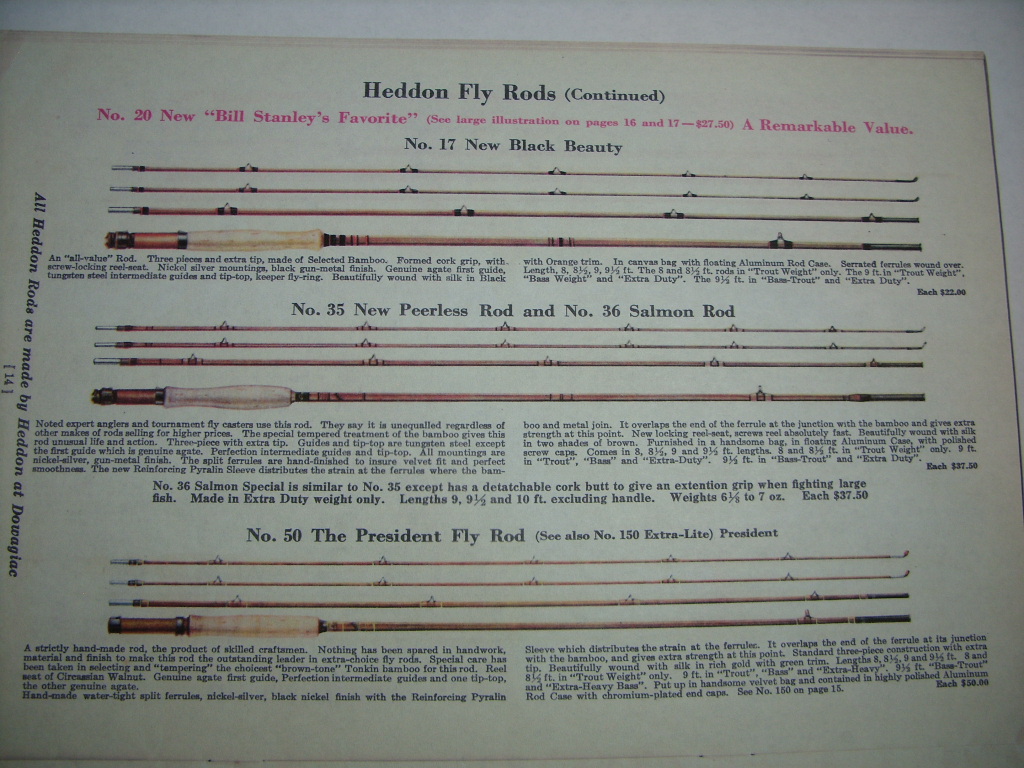 Heddon Fly Rods (Continued)
No. 20 New “Bill Stanley’s Favorite” (See large illustration on pages 16 and 17—$27.50) A Remarkable Value.
No. 17 New Black Beauty
An “all-value” Rod. Three pieces and extra tip, made of Selected Bamboo. Formed cork grip, with
screw-locking reel-seat. Nickel silver mountings, black gun-metal finish. Genuine agate first guide,
tungsten steel intermediate guides and tip-top, keeper fly-ring. Beautifully wound with silk in Black
with Orange trim. In canvas bag with floating Aluminum Rod Case. Serrated ferrules wound over.
Length, 8, 8½, 9, 9½ ft. The 8 and 8½ ft. rods in “Trout Weight” only. The 9 ft. in “Trout Weight”,
“Bass Weight” and “Extra Duty”. The 9½ ft. in “Bass-Trout” and “Extra Duty”.
Each $22.00
No. 35 New Peerless Rod and No. 36 Salmon Rod
Noted expert anglers and tournament fly casters use this rod. They say it is unequalled regardless of
other makes of rods selling for higher prices. The special tempered treatment of the bamboo gives this
rod unusual life and action. Three-piece with extra tip. Guides and tip-top are tungsten steel except
the first guide which is genuine agate. Perfection intermediate guides and tip-top. All mountings are
nickel-silver, gun-metal finish. The split ferrules are hand-finished to insure velvet fit and perfect
smoothness. The new Reinforcing Pyralin Sleeve distributes the strain at the ferrules where the bam-
boo and metal join. It overlaps the end of the ferrule at the junction with the bamboo and gives extra
strength at this point. New locking reel-seat, screws reel absolutely fast. Beautifully wound with silk
in two shades of brown. Furnished in a handsome bag, in floating Aluminum Case, with polished
screw caps. Comes in 8, 8½, 9 and 9½ ft. lengths. 8 and 8½ ft. in “Trout Weight” only. 9 ft.
in “Trout”, “Bass” and “Extra-Duty”. 9½ ft. in “Bass-Trout” and “Extra Duty”.
Each $37.50
No. 36 Salmon Special is similar to No. 35 except has a detatchable cork butt to give an extention grip when fighting large
fish. Made in Extra Duty weight only. Lengths 9, 9½ and 10 ft. excluding handle. Weights 6⅛ to 7 oz. Each $37.50
No. 50 The President Fly Rod (See also No. 150 Extra-Lite) President
A strictly hand-made rod, the product of skilled craftsmen. Nothing has been spared in handwork,
material and finish to make this rod the outstanding leader in extra-choice fly rods. Special care has
been taken in selecting and “tempering” the choicest “brown-tone” Tonkin bamboo for this rod. Reel
seat of Circassian Walnut. Genuine agate first guide, Perfection intermediate guides and one tip-top,
the other genuine agate.
Hand-made water-tight split ferrules, nickel-silver, black nickel finish with the Reinforcing Pyralin
Sleeve which distributes the strain at the ferrules. It overlaps the end of the ferrule at its junction
with the bamboo, and gives extra strength at this point. Standard three-piece construction with extra
tip. Beautifully wound with silk in rich gold with green trim. Lengths 8, 8½, 9 and 9½ ft. 8 and
8½ ft. in “Trout Weight” only. 9 ft. in “Trout”, “Bass” and “Extra-Heavy”. 9½ ft. “Bass-Trout”
and “Extra-Heavy Bass”. Put up in handsome velvet bag and contained in highly polished Aluminum
Rod Case with chromium-plated end caps. See No. 150 on page 15.
Each $50.00
All Heddon Rods are made by Heddon at Dowagiac
[14]